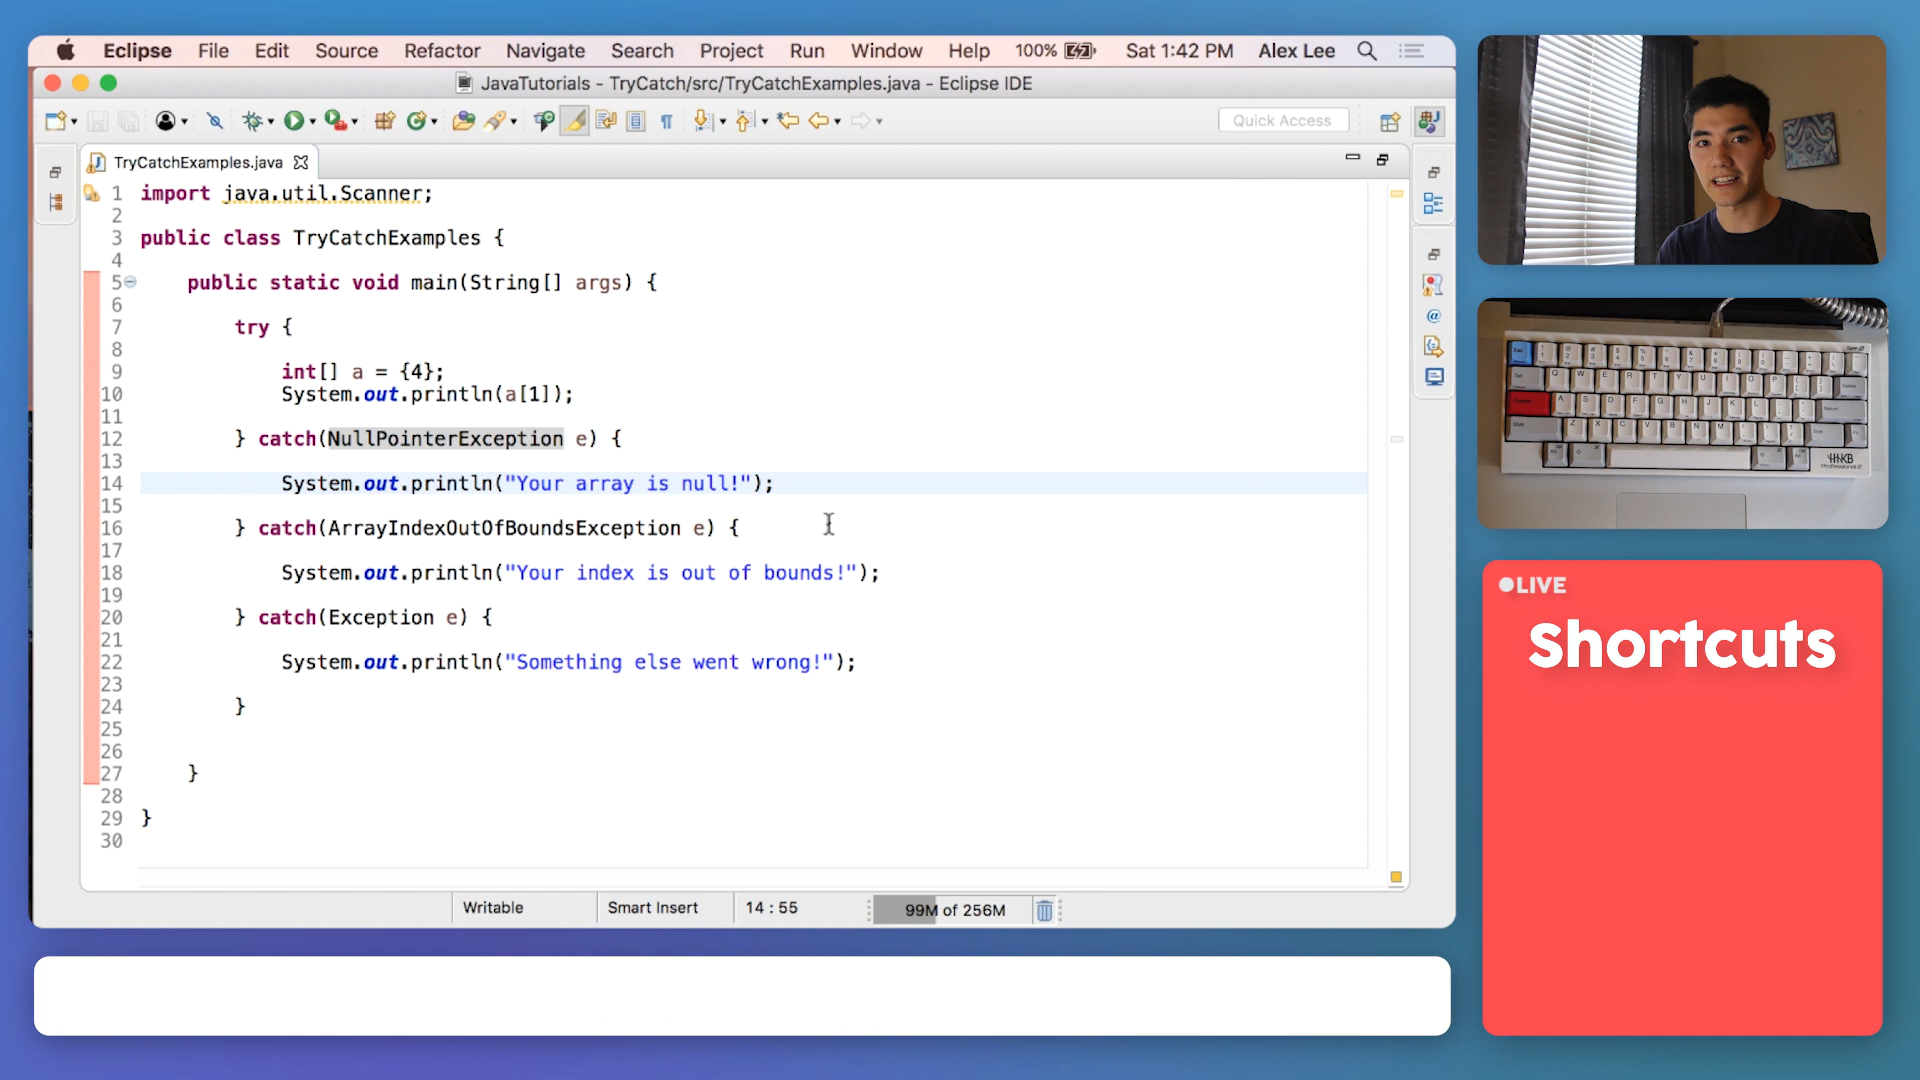 Eclipse File Edit Source Refactor Navigate Search Project Run Window Help 100% Sat 1:42 PM Alex Lee
JavaTutorials - TryCatch/src/TryCatchExamples.java - Eclipse IDE
Quick Access
TryCatchExamples.java
1 import java.util.Scanner;
2
3 public class TryCatchExamples {
4
5 public static void main(String[] args) {
6
7 try {
8
9 int[] a = {4};
10 System.out.println(a[1]);
11
12 } catch(NullPointerException e) {
13
14 System.out.println("Your array is null!");
15
16 } catch(ArrayIndexOutOfBoundsException e) {
17
18 System.out.println("Your index is out of bounds!");
19
20 } catch(Exception e) {
21
22 System.out.println("Something else went wrong!");
23
24 }
25
26
27 }
28
29 }
30
Writable Smart Insert 14 : 55 99M of 256M
LIVE
Shortcuts
Esc
Q W E R T Y U I O P
A S D F G H J K L
Z X C V B N M
HHKB
Professional2